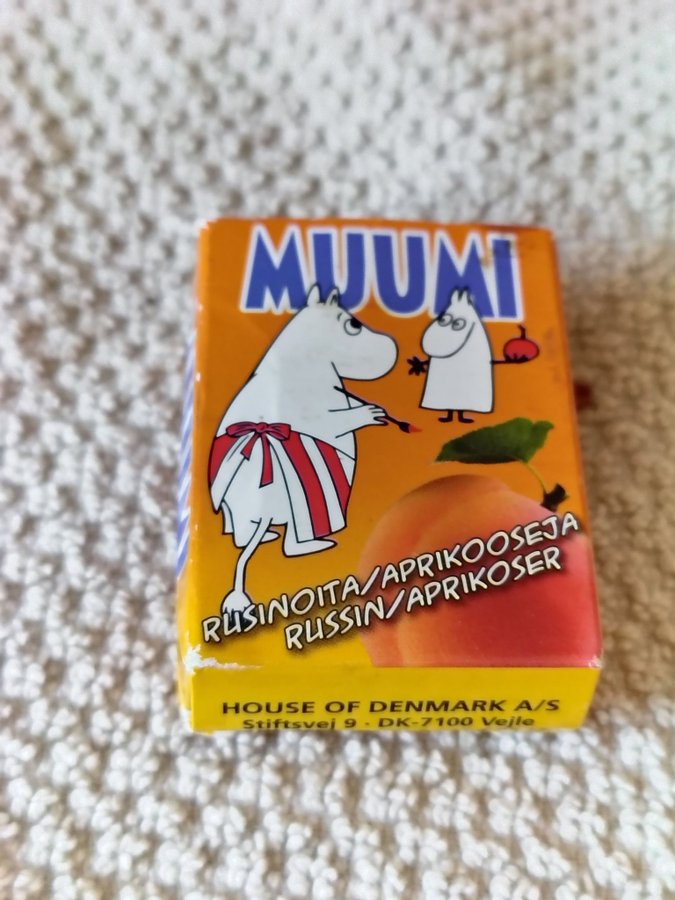 MUUMI
RUSINOITA/APRIKOOSEJA
RUSSIN/APRIKOSER
HOUSE OF DENMARK A/S
Stiftsvej 9 · DK-7100 Vejle